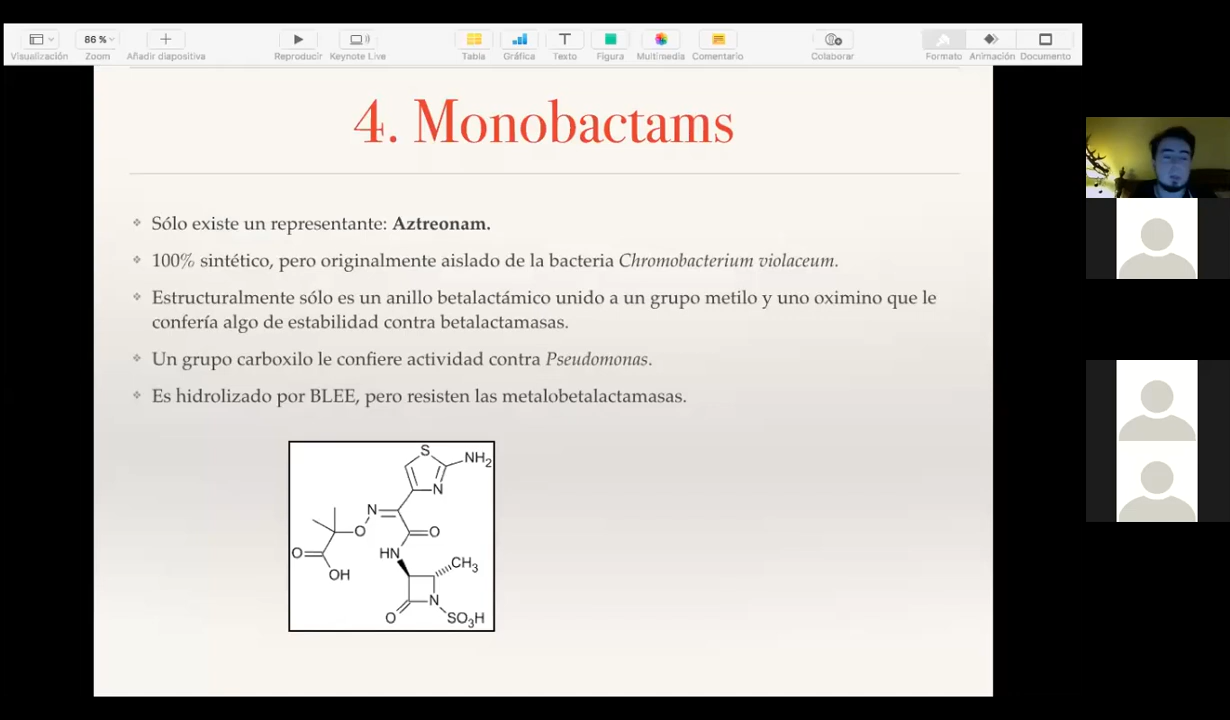 86 %
Visualización
Zoom
Añadir diapositiva
Reproducir
Keynote Live
Tabla
Gráfica
Texto
Figura
Multimedia
Comentario
Colaborar
Formato
Animación
Documento
4. Monobactams
Sólo existe un representante: Aztreonam.
100% sintético, pero originalmente aislado de la bacteria Chromobacterium violaceum.
Estructuralmente sólo es un anillo betalactámico unido a un grupo metilo y uno oximino que le
confería algo de estabilidad contra betalactamasas.
Un grupo carboxilo le confiere actividad contra Pseudomonas.
Es hidrolizado por BLEE, pero resisten las metalobetalactamasas.
S
NH2
N
N
O
O
O
HN
CH3
OH
N
O
SO3H